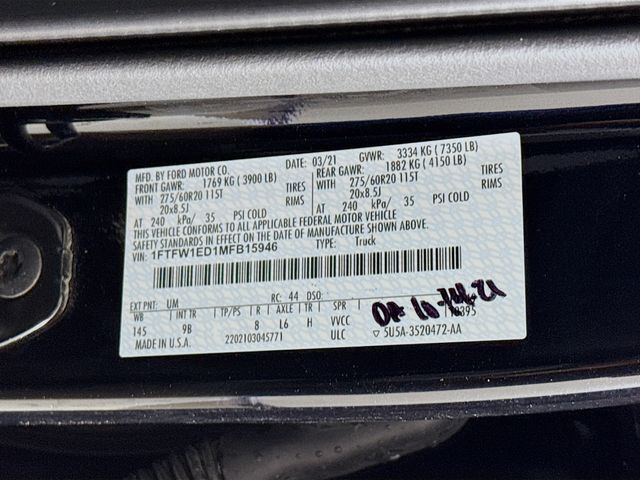 MFD. BY FORD MOTOR CO. DATE: 03/21 GVWR: 3334 KG ( 7350 LB)
FRONT GAWR: 1769 KG ( 3900 LB) REAR GAWR: 1882 KG ( 4150 LB)
WITH 275/60R20 115T TIRES WITH 275/60R20 115T TIRES
20x8.5J RIMS 20x8.5J RIMS
AT 240 kPa/ 35 PSI COLD AT 240 kPa/ 35 PSI COLD
THIS VEHICLE CONFORMS TO ALL APPLICABLE FEDERAL MOTOR VEHICLE
SAFETY STANDARDS IN EFFECT ON THE DATE OF MANUFACTURE SHOWN ABOVE.
VIN: 1FTFW1ED1MFB15946 TYPE: Truck
EXT PNT: UM RC: 44 DSO:
WB INTR TR TP/PS R AXLE TR SPR
145 9B 8 L6 H VVCC
MADE IN U.S.A. 2202103045771 ULC 5U5A-3520472-AA